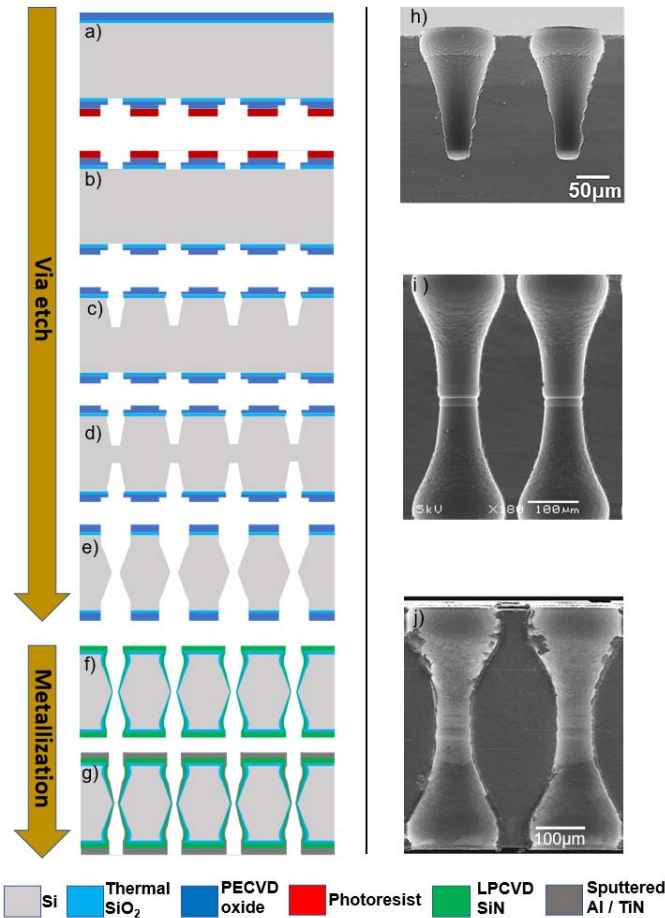 a)
b)
c)
d)
e)
f)
g)
Via etch
Metallization
h)
50µm
i )
5kV X180 100µm
j)
100µm
Si
Thermal
SiO₂
PECVD
oxide
Photoresist
LPCVD
SiN
Sputtered
Al / TiN